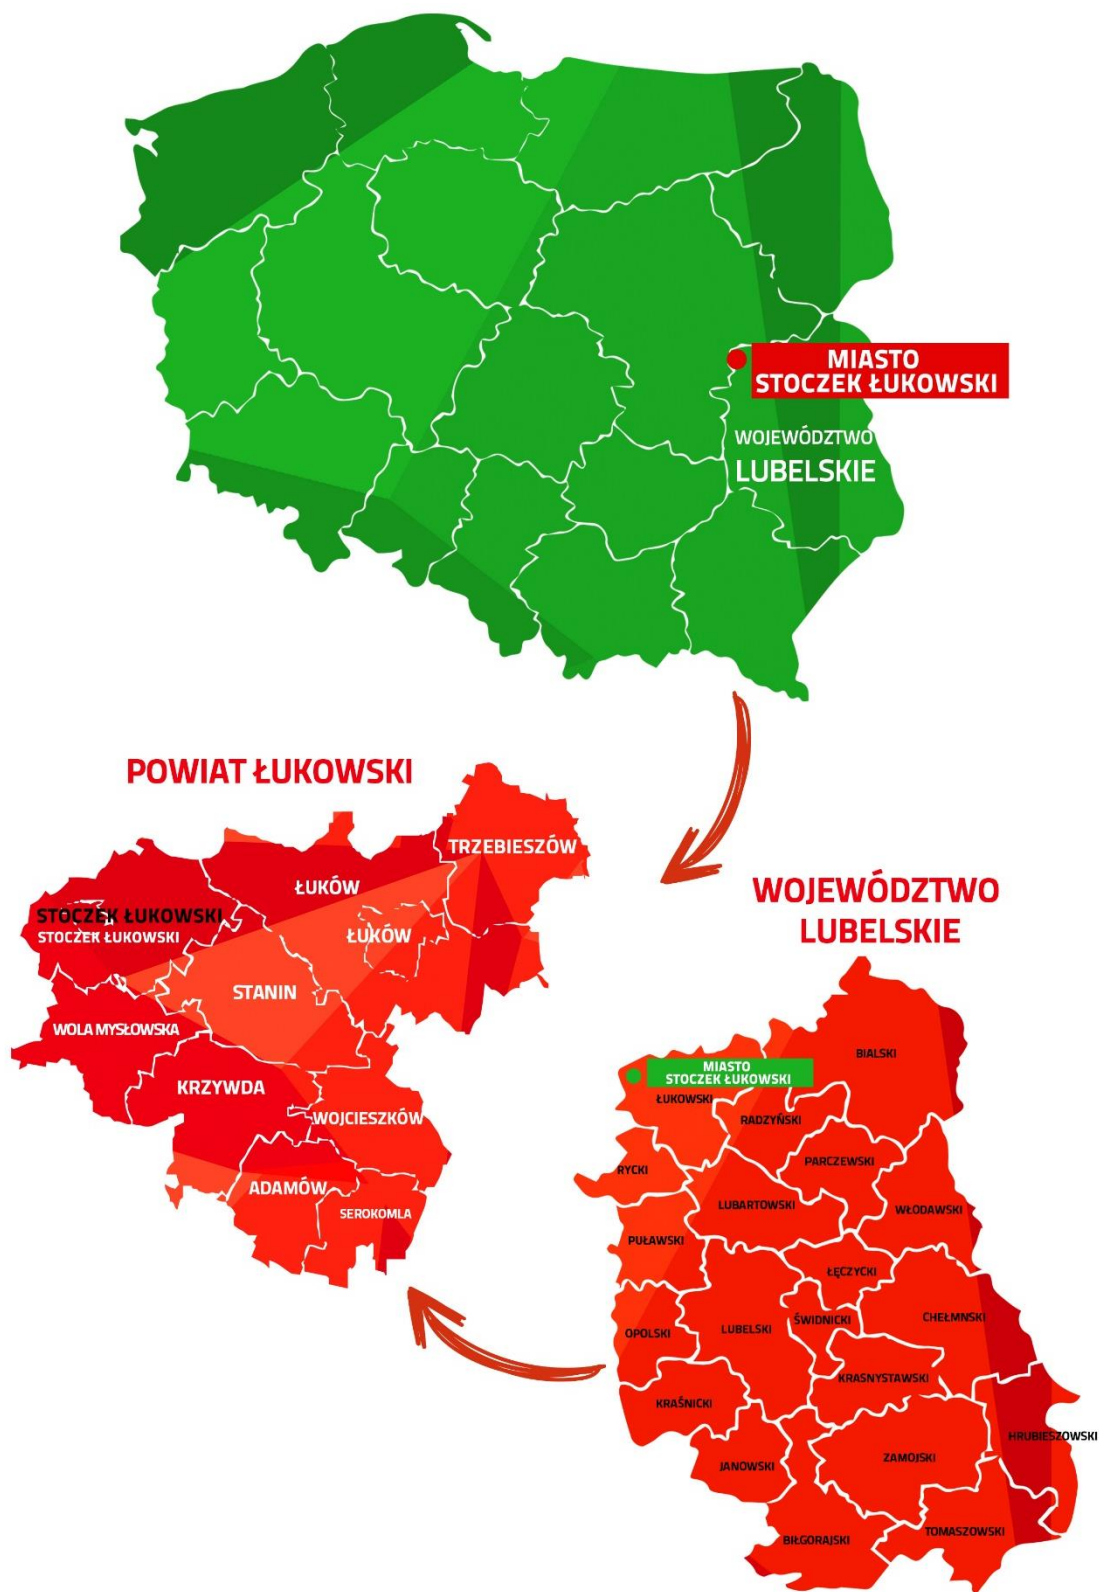 MIASTO
STOCZEK ŁUKOWSKI
WOJEWÓDZTWO
LUBELSKIE
POWIAT ŁUKOWSKI
TRZEBIESZÓW
ŁUKÓW
STOCZEK ŁUKOWSKI
STOCZEK ŁUKOWSKI
ŁUKÓW
STANIN
WOLA MYSŁOWSKA
KRZYWDA
WOJCIESZKÓW
ADAMÓW
SEROKOMLA
WOJEWÓDZTWO
LUBELSKIE
BIALSKI
MIASTO
STOCZEK ŁUKOWSKI
ŁUKOWSKI
RADZYŃSKI
RYCKI
PARCZEWSKI
LUBARTOWSKI
WŁODAWSKI
PUŁAWSKI
ŁĘCZYCKI
OPOLSKI
LUBELSKI
ŚWIDNICKI
CHEŁMNSKI
KRASNYSTAWSKI
KRAŚNICKI
HRUBIESZOWSKI
JANOWSKI
ZAMOJSKI
BIŁGORAJSKI
TOMASZOWSKI